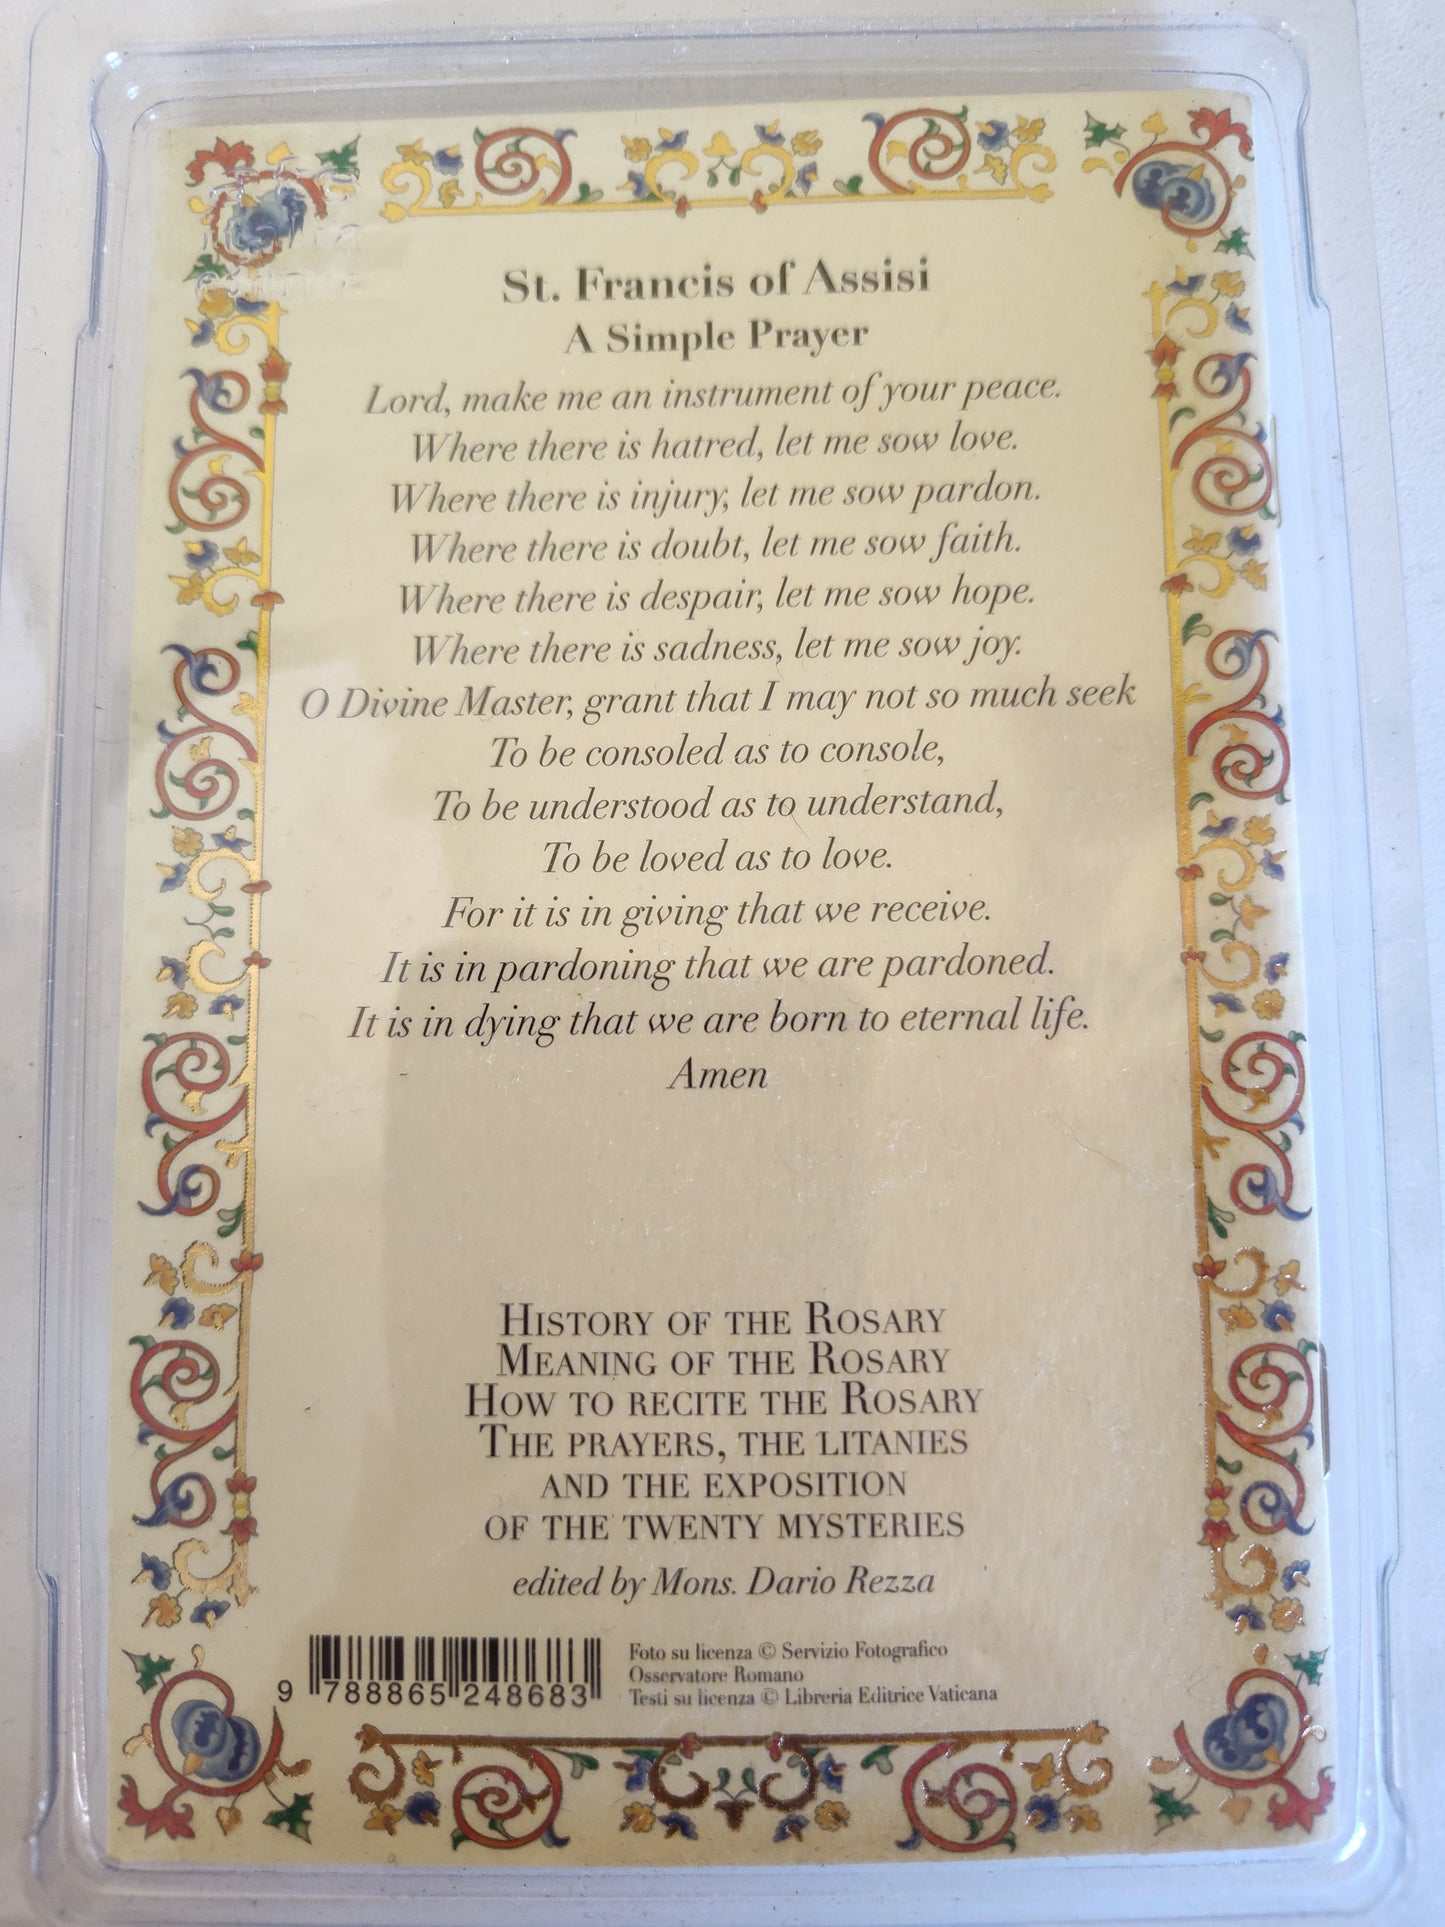 St. Francis of Assisi
A Simple Prayer
Lord, make me an instrument of your peace.
Where there is hatred, let me sow love.
Where there is injury, let me sow pardon.
Where there is doubt, let me sow faith.
Where there is despair, let me sow hope.
Where there is sadness, let me sow joy.
O Divine Master, grant that I may not so much seek
To be consoled as to console,
To be understood as to understand,
To be loved as to love.
For it is in giving that we receive.
It is in pardoning that we are pardoned.
It is in dying that we are born to eternal life.
Amen
HISTORY OF THE ROSARY
MEANING OF THE ROSARY
HOW TO RECITE THE ROSARY
THE PRAYERS, THE LITANIES
AND THE EXPOSITION
OF THE TWENTY MYSTERIES
edited by Mons. Dario Rezza
Foto su licenza © Servizio Fotografico
Osservatore Romano
Testi su licenza © Libreria Editrice Vaticana
9 788865 248683